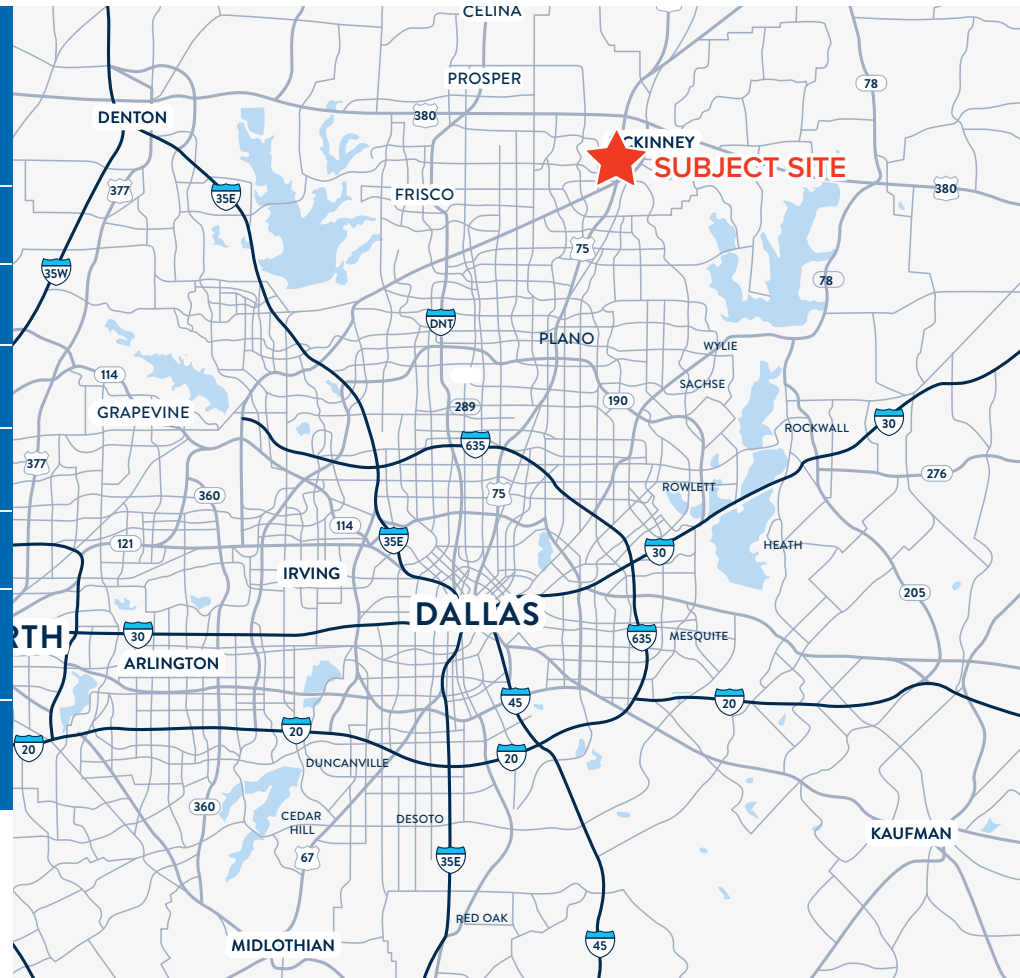 CELINA
PROSPER
78
DENTON
380
CKINNEY
SUBJECT SITE
377
35E
FRISCO
380
75
35W
78
DNT
PLANO
WYLIE
114
SACHSE
GRAPEVINE
289
190
ROCKWALL
30
635
377
276
360
75
ROWLETT
114
121
35E
30
HEATH
IRVING
205
DALLAS
RTH
30
635
MESQUITE
ARLINGTON
45
20
20
20
20
DUNCANVILLE
360
CEDAR
HILL
DESOTO
KAUFMAN
67
35E
RED OAK
MIDLOTHIAN
45